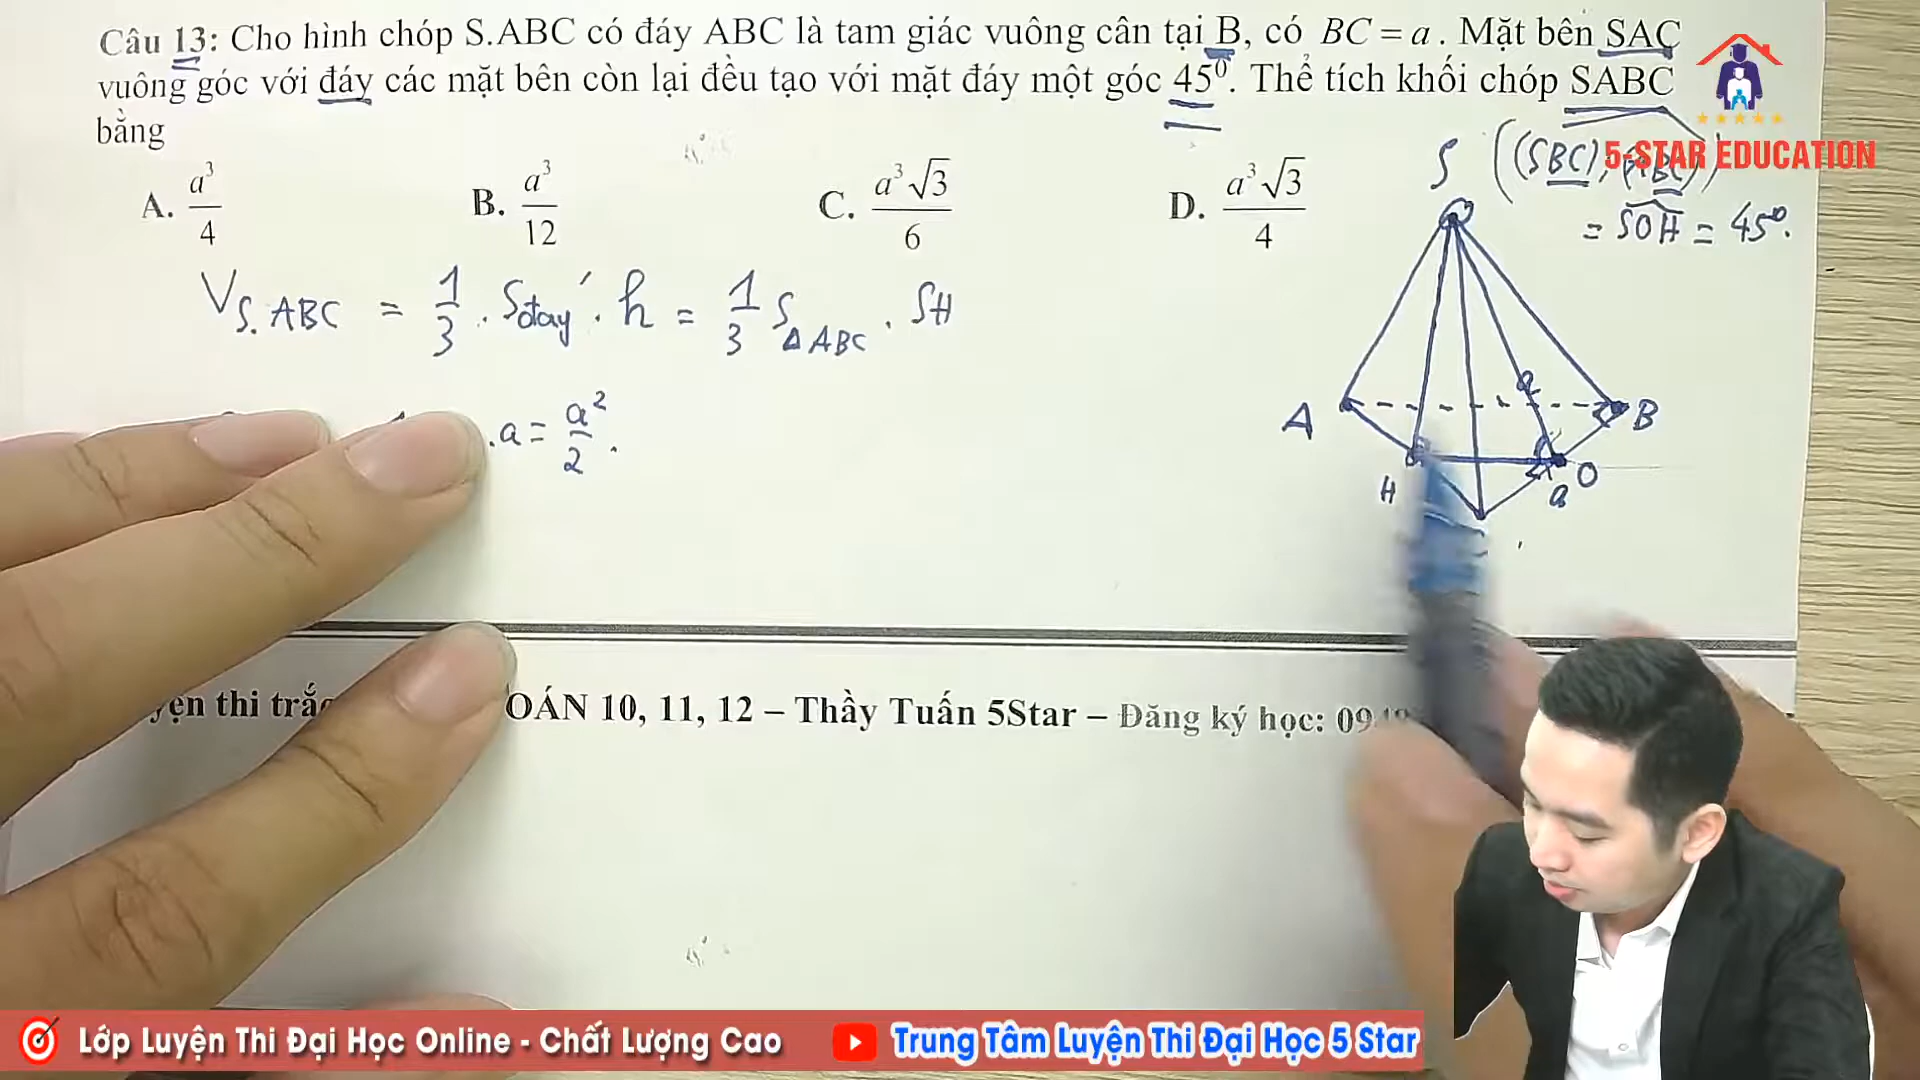 Câu 13: Cho hình chóp S.ABC có đáy ABC là tam giác vuông cân tại B, có BC = a. Mặt bên SAC
vuông góc với đáy các mặt bên còn lại đều tạo với mặt đáy một góc 45⁰. Thể tích khối chóp SABC
bằng
A. a³/4 B. a³/12 C. a³√3/6 D. a³√3/4
5-STAR EDUCATION
S ((SBC);(ABC))
= SOH = 45⁰.
V S.ABC = 1/3 . Sđáy . h = 1/3 S ΔABC . SH
.a = a²/2 .
A B
H O
a
a
thi OÁN 10, 11, 12 – Thầy Tuấn 5Star – Đăng ký học: 09
Lớp Luyện Thi Đại Học Online - Chất Lượng Cao
Trung Tâm Luyện Thi Đại Học 5 Star